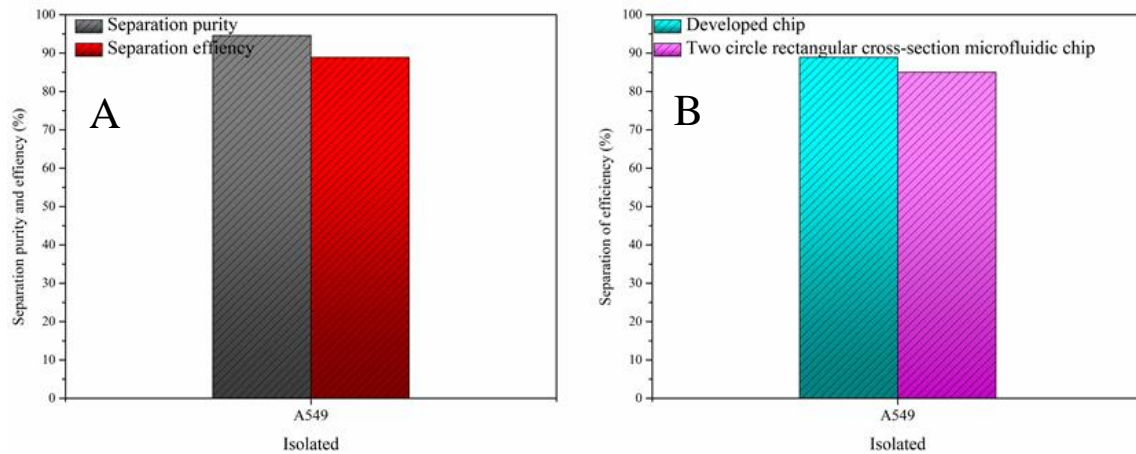 A
Separation purity
Separation effiency
Separation purity and effiency (%)
100
90
80
70
60
50
40
30
20
10
0
A549
Isolated
B
Developed chip
Two circle rectangular cross-section microfluidic chip
Separation of efficiency (%)
100
90
80
70
60
50
40
30
20
10
0
A549
Isolated